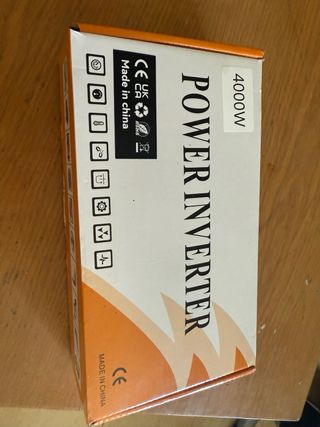 4000W
POWER INVERTER
CE UK CA
Made in china
CE
MADE IN CHINA